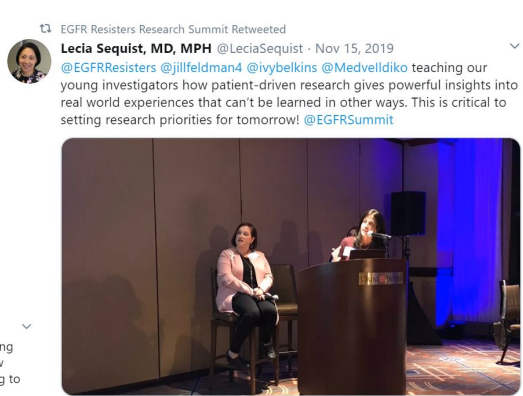 EGFR Resisters Research Summit Retweeted
Lecia Sequist, MD, MPH @LeciaSequist · Nov 15, 2019
@EGFRResisters @jillfeldman4 @ivybelkins @MedveIldiko teaching our
young investigators how patient-driven research gives powerful insights into
real world experiences that can't be learned in other ways. This is critical to
setting research priorities for tomorrow! @EGFRSummit
ng
g to